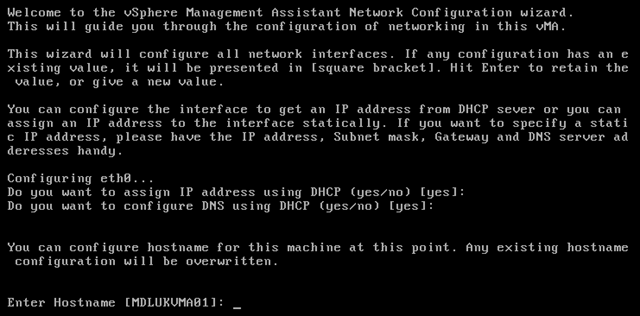 Welcome to the vSphere Management Assistant Network Configuration wizard.
This will guide you through the configuration of networking in this vMA.
This wizard will configure all network interfaces. If any configuration has an e
xisting value, it will be presented in [square bracket]. Hit Enter to retain the
 value, or give a new value.
You can configure the interface to get an IP address from DHCP sever or you can
assign an IP address to the interface statically. If you want to specify a stati
c IP address, please have the IP address, Subnet mask, Gateway and DNS server ad
deresses handy.
Configuring eth0...
Do you want to assign IP address using DHCP (yes/no) [yes]:
Do you want to configure DNS using DHCP (yes/no) [yes]:
You can configure hostname for this machine at this point. Any existing hostname
 configuration will be overwritten.
Enter Hostname [MDLUKVMA01]: _